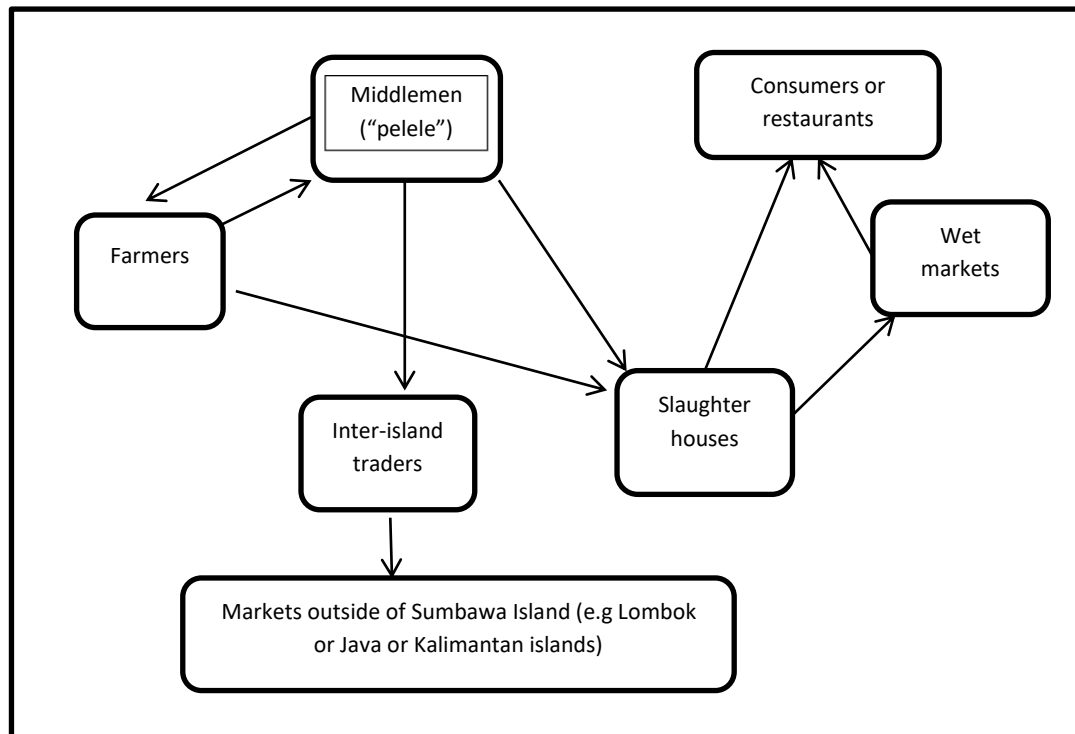 Middlemen
(“pelele”)
Consumers or
restaurants
Farmers
Wet
markets
Inter-island
traders
Slaughter
houses
Markets outside of Sumbawa Island (e.g Lombok
or Java or Kalimantan islands)